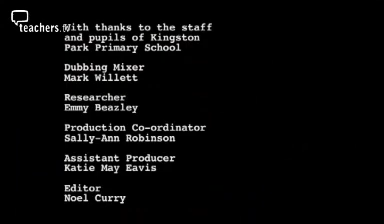 teachers.tv
With thanks to the staff
and pupils of Kingston
Park Primary School
Dubbing Mixer
Mark Willett
Researcher
Emmy Beazley
Production Co-ordinator
Sally-Ann Robinson
Assistant Producer
Katie May Eavis
Editor
Noel Curry